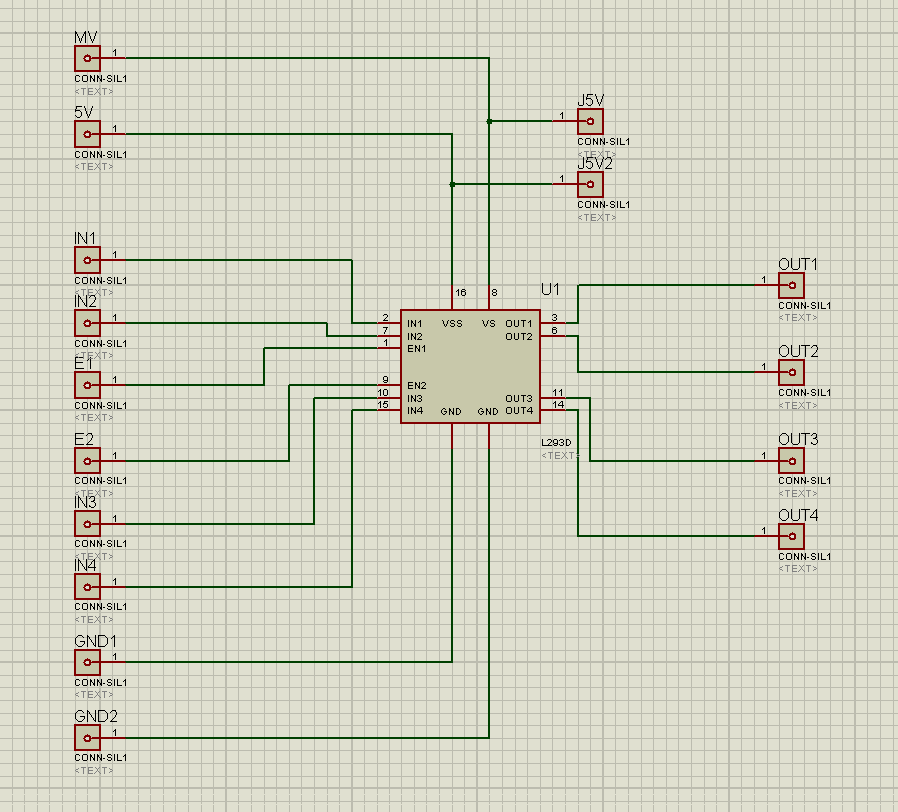 MV
1
CONN-SIL1
<TEXT>
5V
1
CONN-SIL1
<TEXT>
J5V
1
CONN-SIL1
<TEXT>
J5V2
1
CONN-SIL1
<TEXT>
IN1
1
CONN-SIL1
<TEXT>
IN2
1
CONN-SIL1
<TEXT>
E1
1
CONN-SIL1
<TEXT>
E2
1
CONN-SIL1
<TEXT>
IN3
1
CONN-SIL1
<TEXT>
IN4
1
CONN-SIL1
<TEXT>
GND1
1
CONN-SIL1
<TEXT>
GND2
1
CONN-SIL1
<TEXT>
U1
16 8
2 IN1 VSS VS OUT1 3
7 IN2 OUT2 6
1 EN1
9 EN2
10 IN3 OUT3 11
15 IN4 GND GND OUT4 14
L293D
<TEXT>
OUT1
1
CONN-SIL1
<TEXT>
OUT2
1
CONN-SIL1
<TEXT>
OUT3
1
CONN-SIL1
<TEXT>
OUT4
1
CONN-SIL1
<TEXT>